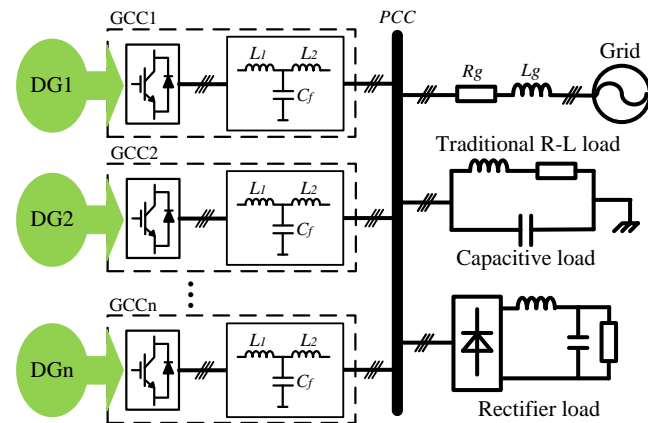 GCC1
DG1
L1 L2
Cf
GCC2
DG2
L1 L2
Cf
GCCn
DGn
L1 L2
Cf
PCC
Rg Lg
Grid
Traditional R-L load
Capacitive load
Rectifier load